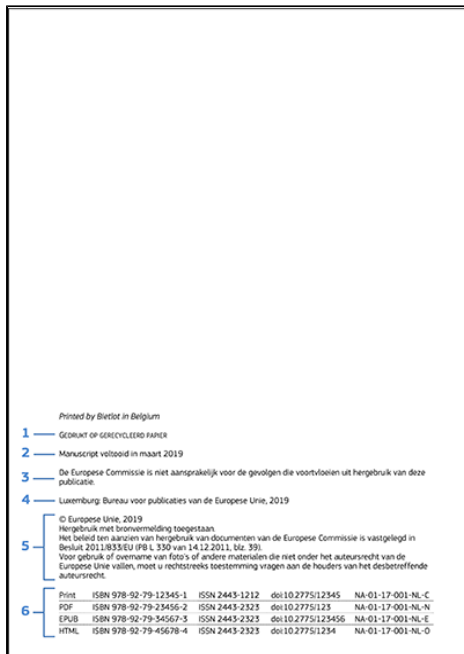 Printed by Bietlot in Belgium
1 GEDRUKT OP GERECYCLEERD PAPIER
2 Manuscript voltooid in maart 2019
3 De Europese Commissie is niet aansprakelijk voor de gevolgen die voortvloeien uit hergebruik van deze
publicatie.
4 Luxemburg: Bureau voor publicaties van de Europese Unie, 2019
© Europese Unie, 2019
Hergebruik met bronvermelding toegestaan.
Het beleid ten aanzien van hergebruik van documenten van de Europese Commissie is vastgelegd in
5 Besluit 2011/833/EU (PB L 330 van 14.12.2011, blz. 39).
Voor gebruik of overname van foto's of andere materialen die niet onder het auteursrecht van de
Europese Unie vallen, moet u rechtstreeks toestemming vragen aan de houders van het desbetreffende
auteursrecht.
Print ISBN 978-92-79-12345-1 ISSN 2443-1212 doi:10.2775/12345 NA-01-17-001-NL-C
PDF ISBN 978-92-79-23456-2 ISSN 2443-2323 doi:10.2775/123 NA-01-17-001-NL-N
6 EPUB ISBN 978-92-79-34567-3 ISSN 2443-2323 doi:10.2775/123456 NA-01-17-001-NL-E
HTML ISBN 978-92-79-45678-4 ISSN 2443-2323 doi:10.2775/1234 NA-01-17-001-NL-O